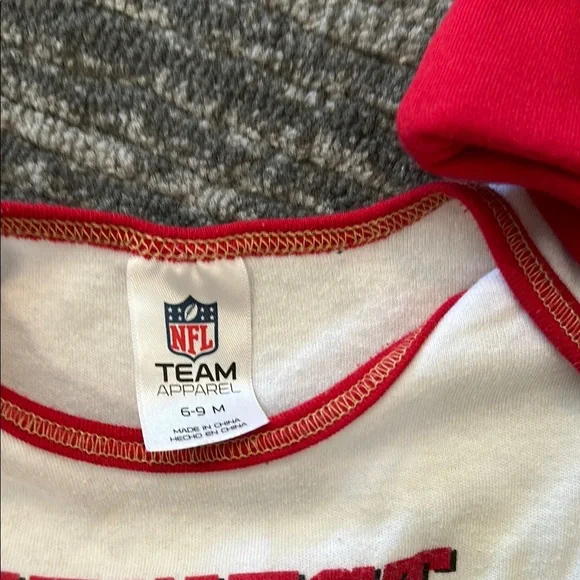 NFL
TEAM
APPAREL
6-9 M
MADE IN CHINA
HECHO EN CHINA